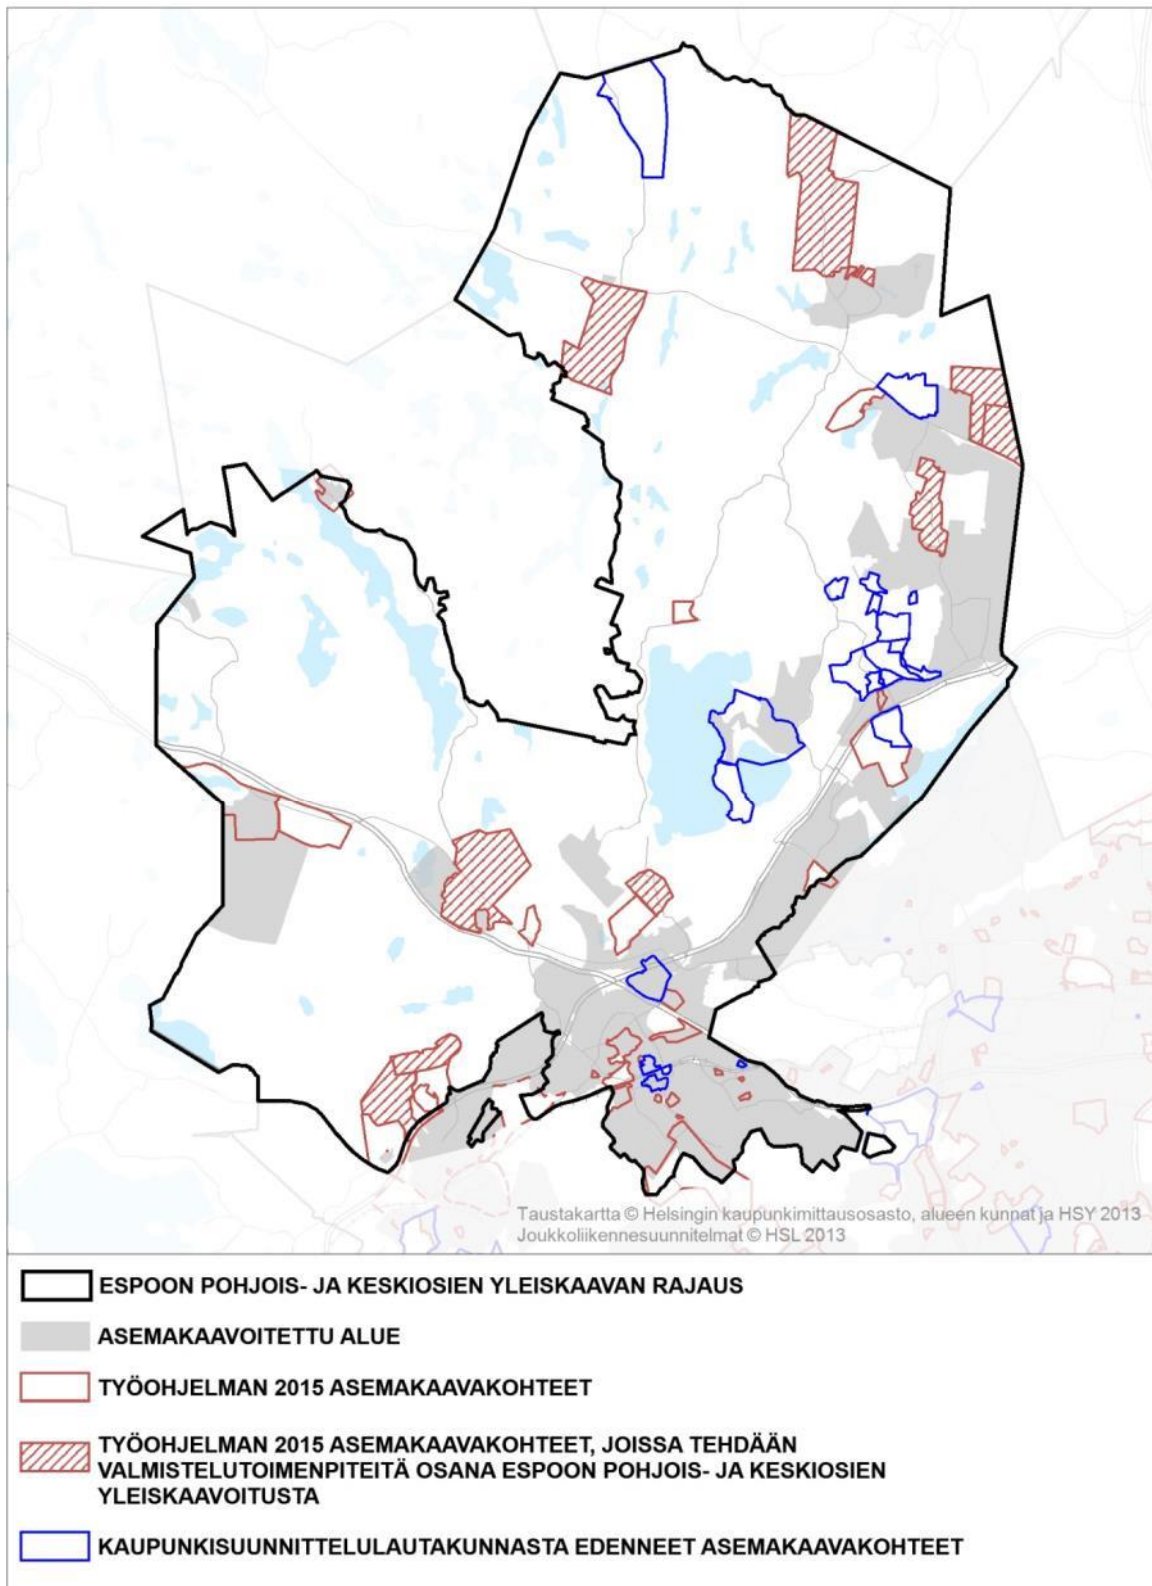 Taustakartta © Helsingin kaupunkimittausosasto, alueen kunnat ja HSY 2013
Joukkoliikennesuunnitelmat © HSL 2013
ESPOON POHJOIS- JA KESKIOSIEN YLEISKAAVAN RAJAUS
ASEMAKAAVOITETTU ALUE
TYÖOHJELMAN 2015 ASEMAKAAVAKOHTEET
TYÖOHJELMAN 2015 ASEMAKAAVAKOHTEET, JOISSA TEHDÄÄN
VALMISTELUTOIMENPITEITÄ OSANA ESPOON POHJOIS- JA KESKIOSIEN
YLEISKAAVOITUSTA
KAUPUNKISUUNNITTELULAUTAKUNNASTA EDENNEET ASEMAKAAVAKOHTEET